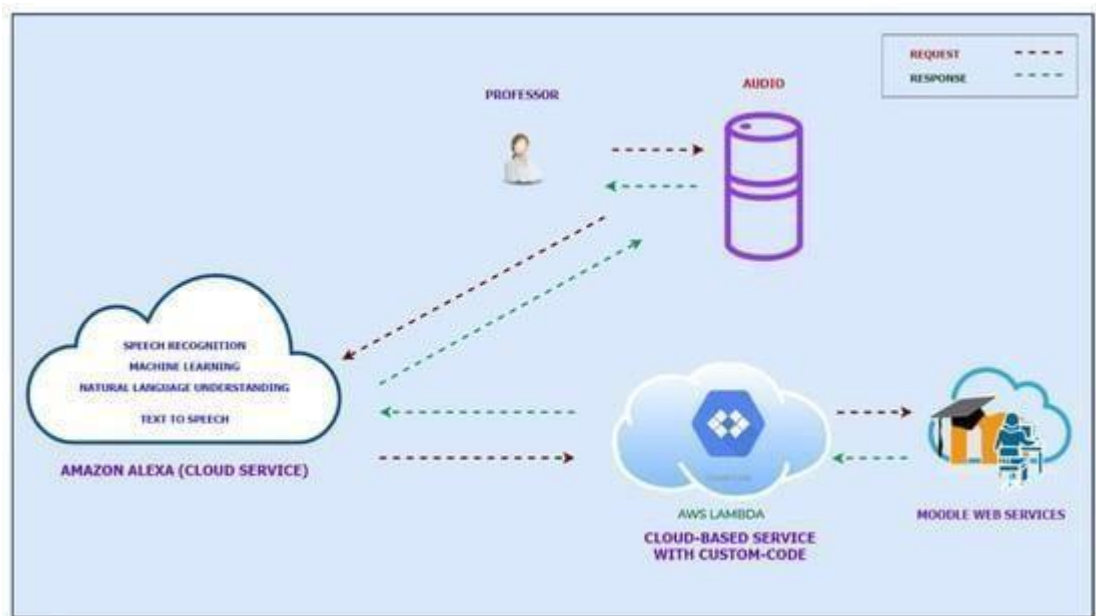 REQUEST
RESPONSE
PROFESSOR
AUDIO
SPEECH RECOGNITION
MACHINE LEARNING
NATURAL LANGUAGE UNDERSTANDING
TEXT TO SPEECH
AMAZON ALEXA (CLOUD SERVICE)
AWS LAMBDA
CLOUD-BASED SERVICE
WITH CUSTOM-CODE
MOODLE WEB SERVICES